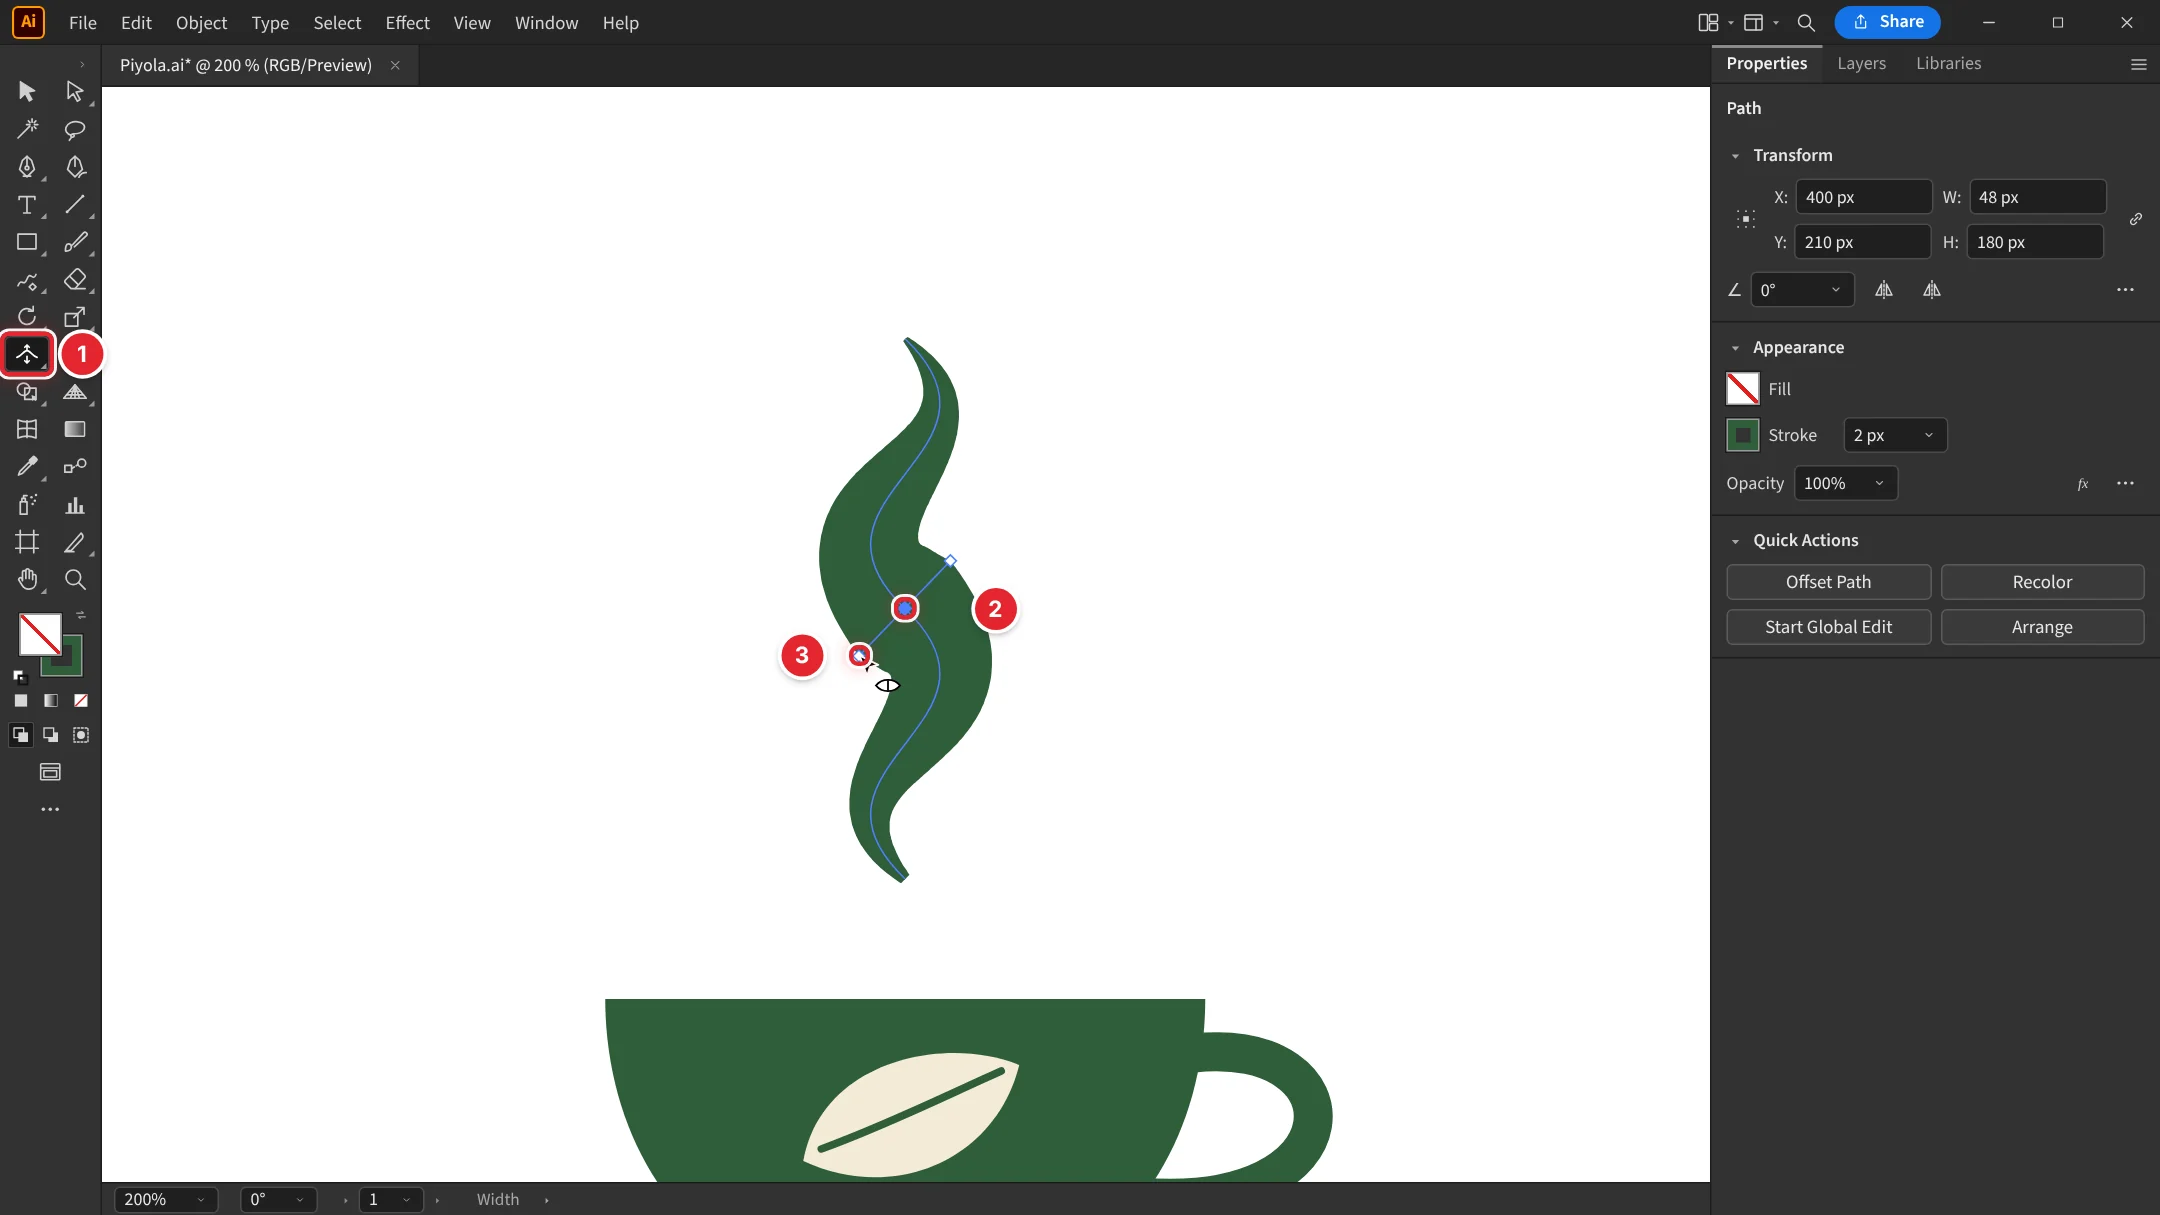 Ai File Edit Object Type Select Effect View Window Help Share
Piyola.ai* @ 200 % (RGB/Preview)
Properties Layers Libraries
Path
Transform
X: 400 px W: 48 px
Y: 210 px H: 180 px
0°
Appearance
Fill
Stroke 2 px
Opacity 100% fx
Quick Actions
Offset Path Recolor
Start Global Edit Arrange
1
2
3
200% 0° 1 Width